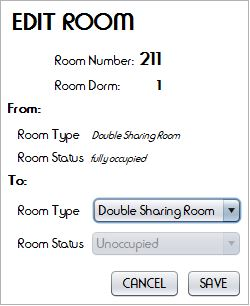 EDIT ROOM
Room Number: 211
Room Dorm: 1
From:
Room Type Double Sharing Room
Room Status fully occupied
To:
Room Type Double Sharing Room
Room Status Unoccupied
CANCEL SAVE